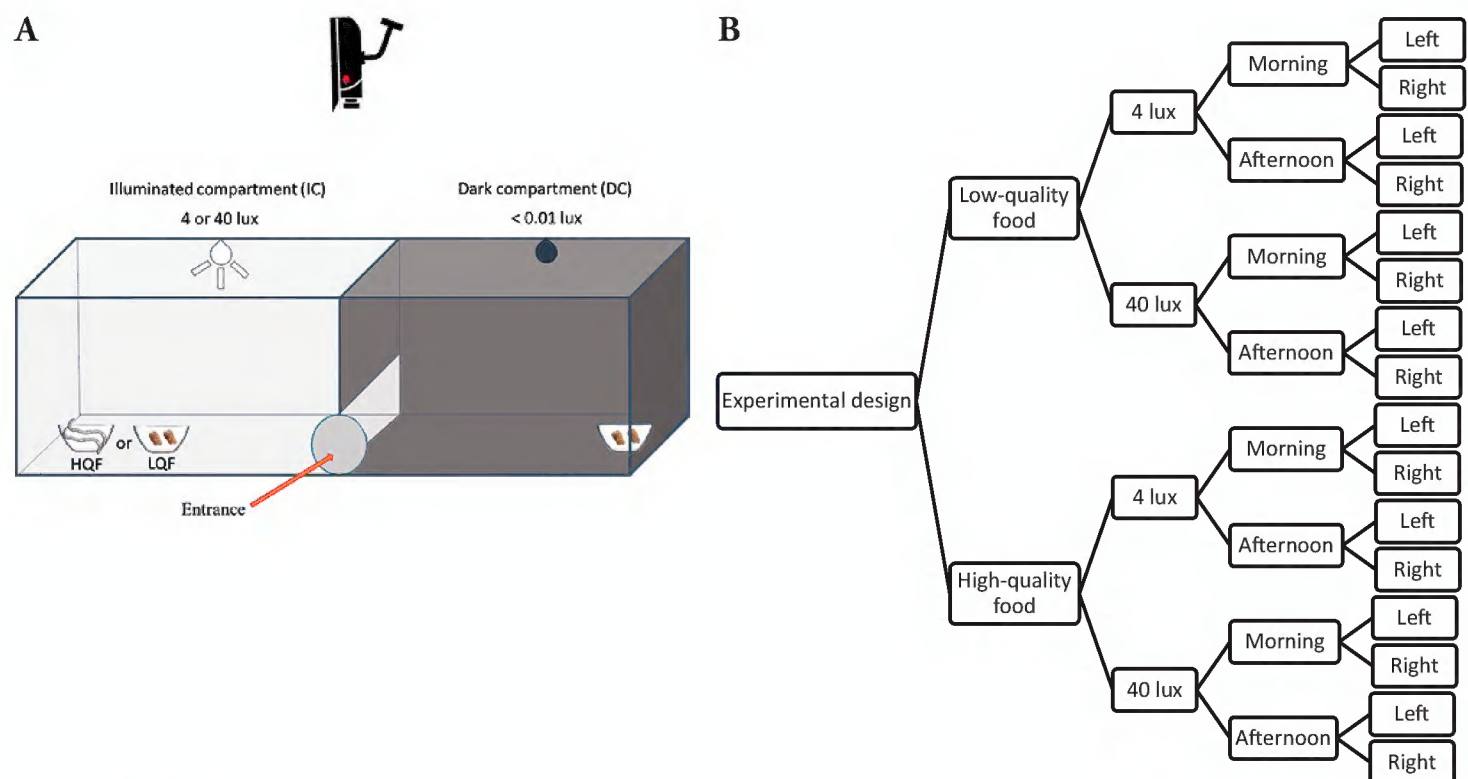 A
Illuminated compartment (IC)
4 or 40 lux
Dark compartment (DC)
< 0.01 lux
or
HQF
LQF
Entrance
B
Experimental design
Low-quality
food
4 lux
Morning
Left
Right
Afternoon
Left
Right
40 lux
Morning
Left
Right
Afternoon
Left
Right
High-quality
food
4 lux
Morning
Left
Right
Afternoon
Left
Right
40 lux
Morning
Left
Right
Afternoon
Left
Right